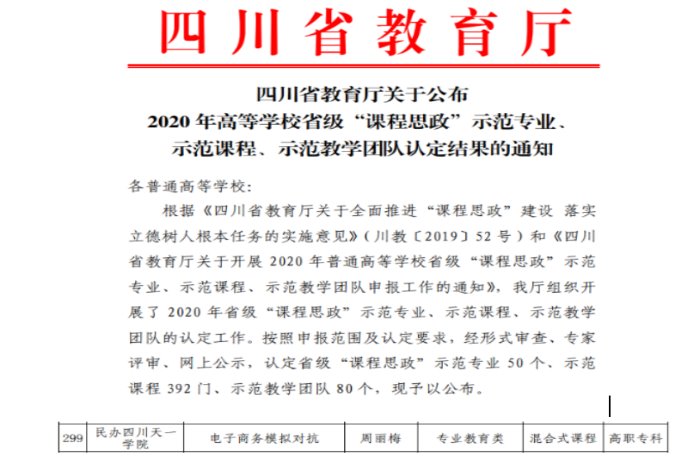 四川省教育厅
四川省教育厅关于公布
2020 年高等学校省级“课程思政”示范专业、
示范课程、示范教学团队认定结果的通知
各普通高等学校：
根据《四川省教育厅关于全面推进“课程思政”建设 落实
立德树人根本任务的实施意见》（川教〔2019〕52 号）和《四川
省教育厅关于开展 2020 年普通高等学校省级“课程思政”示范
专业、示范课程、示范教学团队申报工作的通知》，我厅组织开
展了 2020 年省级“课程思政”示范专业、示范课程、示范教学
团队的认定工作。按照申报范围及认定要求，经形式审查、专家
评审、网上公示，认定省级“课程思政”示范专业 50 个、示范
课程 392 门、示范教学团队 80 个，现予以公布。
299 民办四川天一 电子商务模拟对抗 周丽梅 专业教育类 混合式课程 高职专科
学院